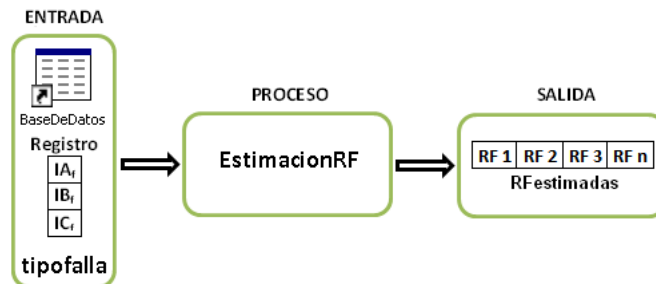 ENTRADA
BaseDeDatos
Registro
IAf
IBf
ICf
tipofalla
PROCESO
EstimacionRF
SALIDA
RF 1 RF 2 RF 3 RF n
RFestimadas